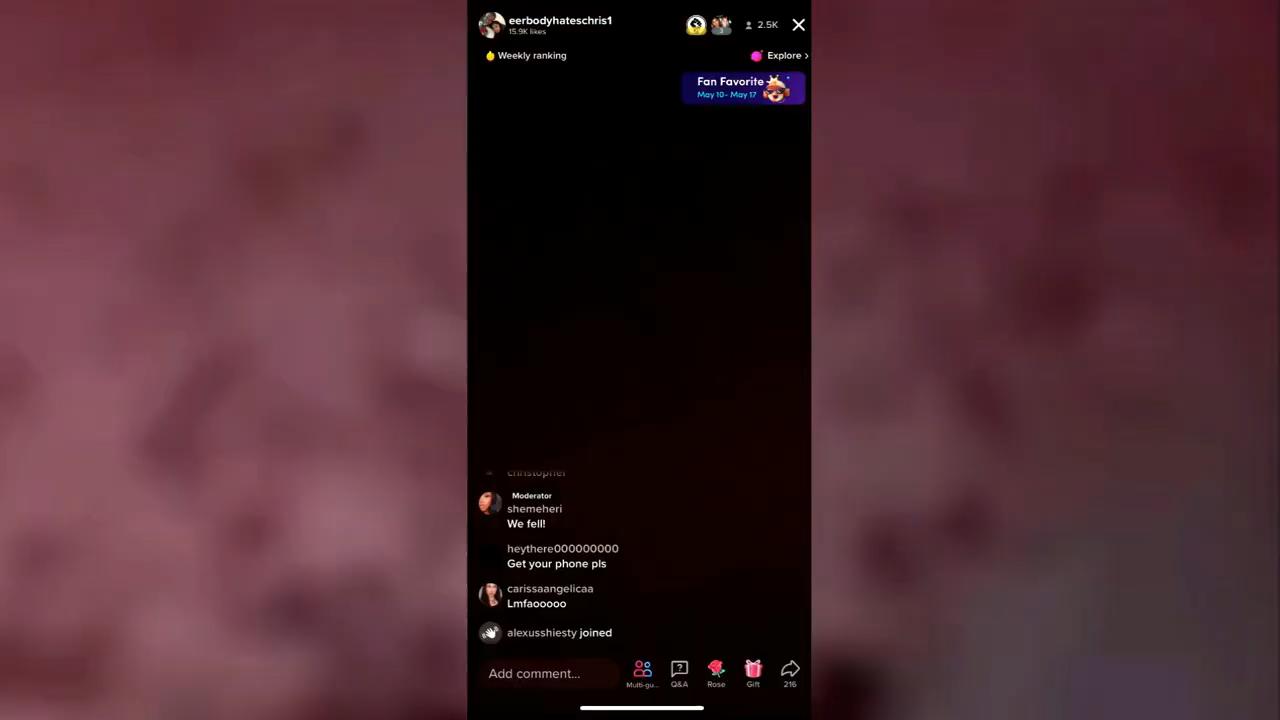 eerbodyhateschris1
15.9K likes
2.5K
Weekly ranking
Explore ›
Fan Favorite
May 10- May 17
christopher
Moderator
shemeheri
We fell!
heythere000000000
Get your phone pls
carissaangelicaa
Lmfaooooo
alexusshiesty joined
Add comment...
Multi-gu...
Q&A
Rose
Gift
216